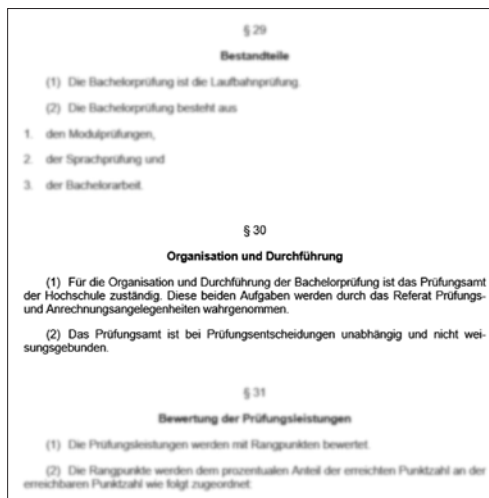 § 29
Bestandteile
(1) Die Bachelorprüfung ist die Laufbahnprüfung.
(2) Die Bachelorprüfung besteht aus
1. den Modulprüfungen,
2. der Sprachprüfung und
3. der Bachelorarbeit.
§ 30
Organisation und Durchführung
(1) Für die Organisation und Durchführung der Bachelorprüfung ist das Prüfungsamt
der Hochschule zuständig. Diese beiden Aufgaben werden durch das Referat Prüfungs-
und Anrechnungsangelegenheiten wahrgenommen.
(2) Das Prüfungsamt ist bei Prüfungsentscheidungen unabhängig und nicht wei-
sungsgebunden.
§ 31
Bewertung der Prüfungsleistungen
(1) Die Prüfungsleistungen werden mit Rangpunkten bewertet.
(2) Die Rangpunkte werden dem prozentualen Anteil der erreichten Punktzahl an der
erreichbaren Punktzahl wie folgt zugeordnet: